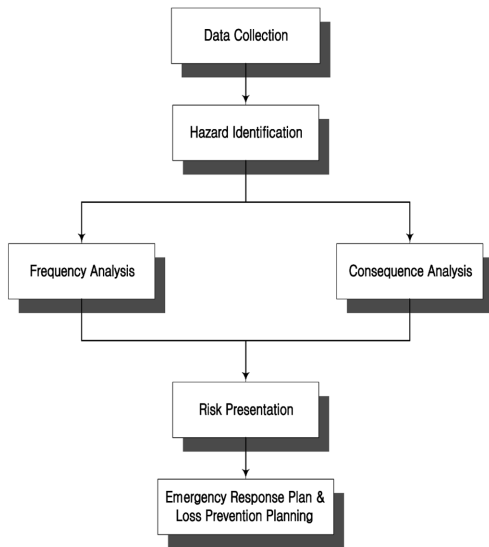 Data Collection
Hazard Identification
Frequency Analysis
Consequence Analysis
Risk Presentation
Emergency Response Plan &
Loss Prevention Planning